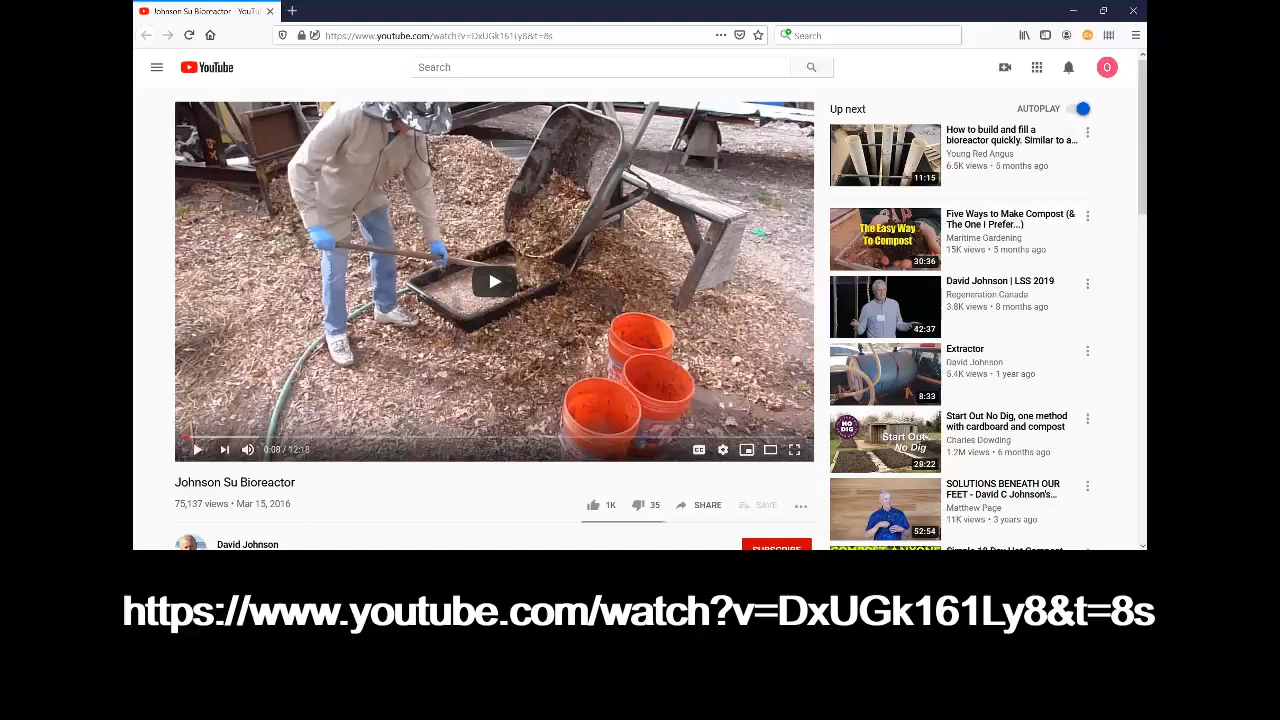 Johnson Su Bioreactor - YouTu
https://www.youtube.com/watch?v=DxUGk161Ly8&t=8s
Search
YouTube
Search
O
0:08 / 12:18
Johnson Su Bioreactor
75,137 views • Mar 15, 2016
1K 35 SHARE SAVE
David Johnson
SUBSCRIBE
Up next
AUTOPLAY
How to build and fill a
bioreactor quickly. Similar to a...
Young Red Angus
6.5K views • 5 months ago
11:15
Five Ways to Make Compost (&
The One I Prefer...)
Maritime Gardening
15K views • 5 months ago
The Easy Way
To Compost
30:36
David Johnson | LSS 2019
Regeneration Canada
3.8K views • 8 months ago
42:37
Extractor
David Johnson
5.4K views • 1 year ago
8:33
Start Out No Dig, one method
with cardboard and compost
Charles Dowding
1.2M views • 6 months ago
NO
DIG
Start Out
No Dig
28:22
SOLUTIONS BENEATH OUR
FEET - David C Johnson's...
Matthew Page
11K views • 3 years ago
52:54
https://www.youtube.com/watch?v=DxUGk161Ly8&t=8s